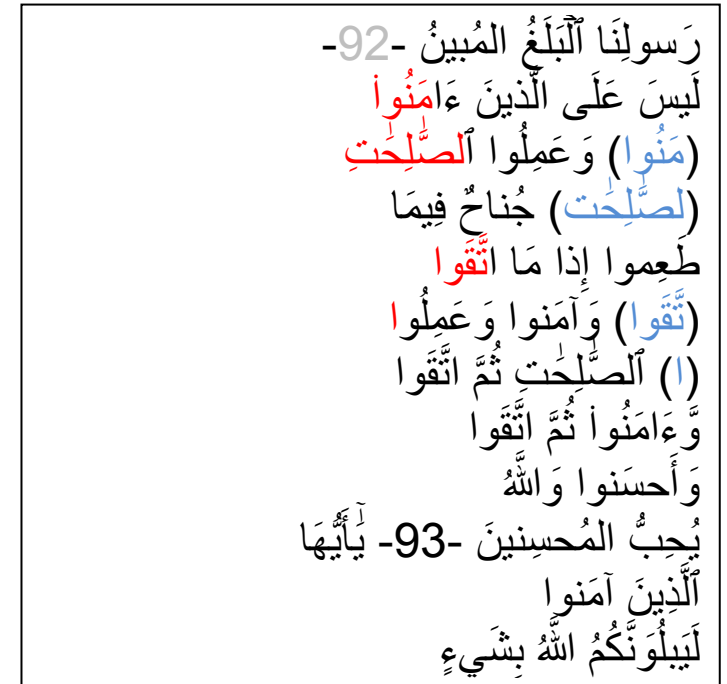 رَسولِنَا ٱلْبَلَغُ المُبينُ -92-
لَيسَ عَلَى الَّذينَ ءَامَنُواْ
(مَنُوا) وَعَمِلُوا ٱلصَّٰلِحَٰتِ
(لصَّٰلِحَٰت) جُناحٌ فِيمَا
طَعِموا إِذا مَا اتَّقَوا
(تَّقَوا) وَآمَنوا وَعَمِلُوا
(ا) ٱلصَّٰلِحَٰتِ ثُمَّ اتَّقَوا
وَّءَامَنُواْ ثُمَّ اتَّقَوا
وَأَحسَنوا وَاللَّهُ
يُحِبُّ المُحسِنينَ -93- يَٰٓأَيُّهَا
ٱلَّذِينَ آمَنوا
لَيَبلُوَنَّكُمُ اللَّهُ بِشَيءٍ